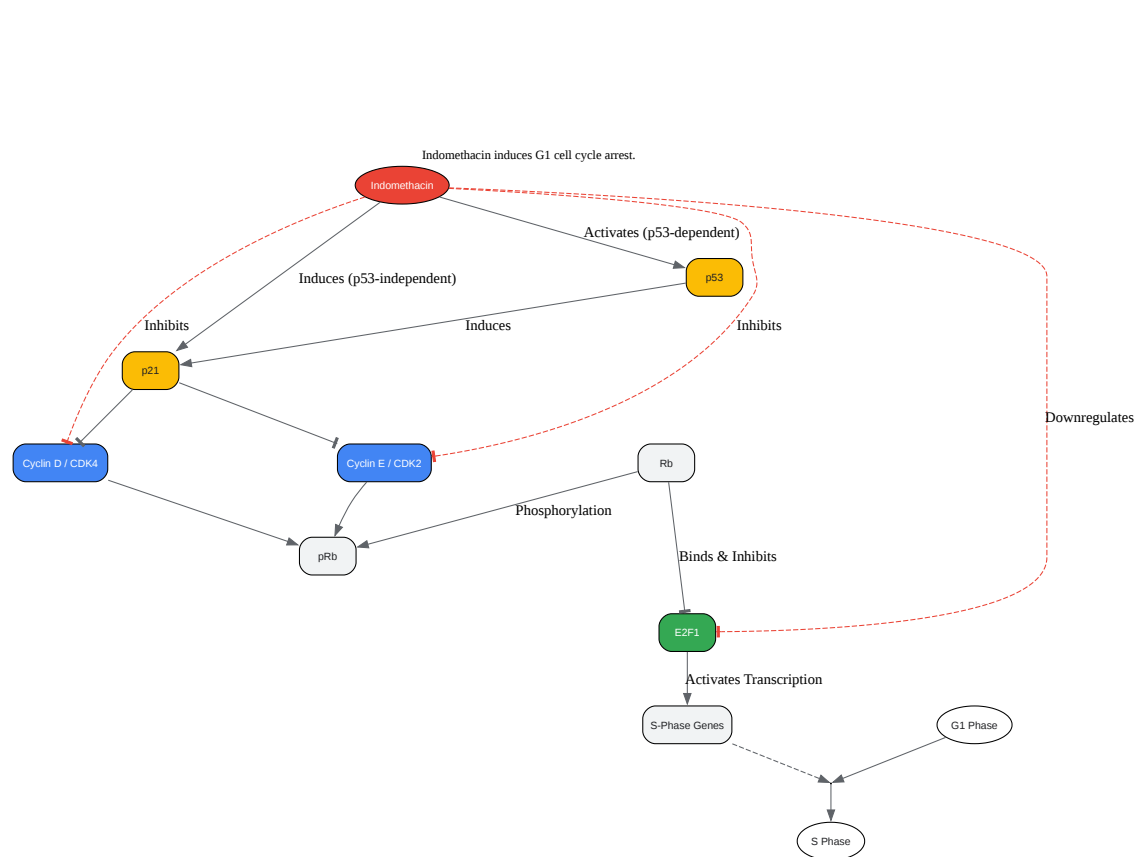 Indomethacin induces G1 cell cycle arrest.
Indomethacin
Activates (p53-dependent)
p53
Induces (p53-independent)
Inhibits
Induces
Inhibits
p21
Downregulates
Cyclin D / CDK4
Cyclin E / CDK2
Rb
Phosphorylation
pRb
Binds & Inhibits
E2F1
Activates Transcription
S-Phase Genes
G1 Phase
S Phase